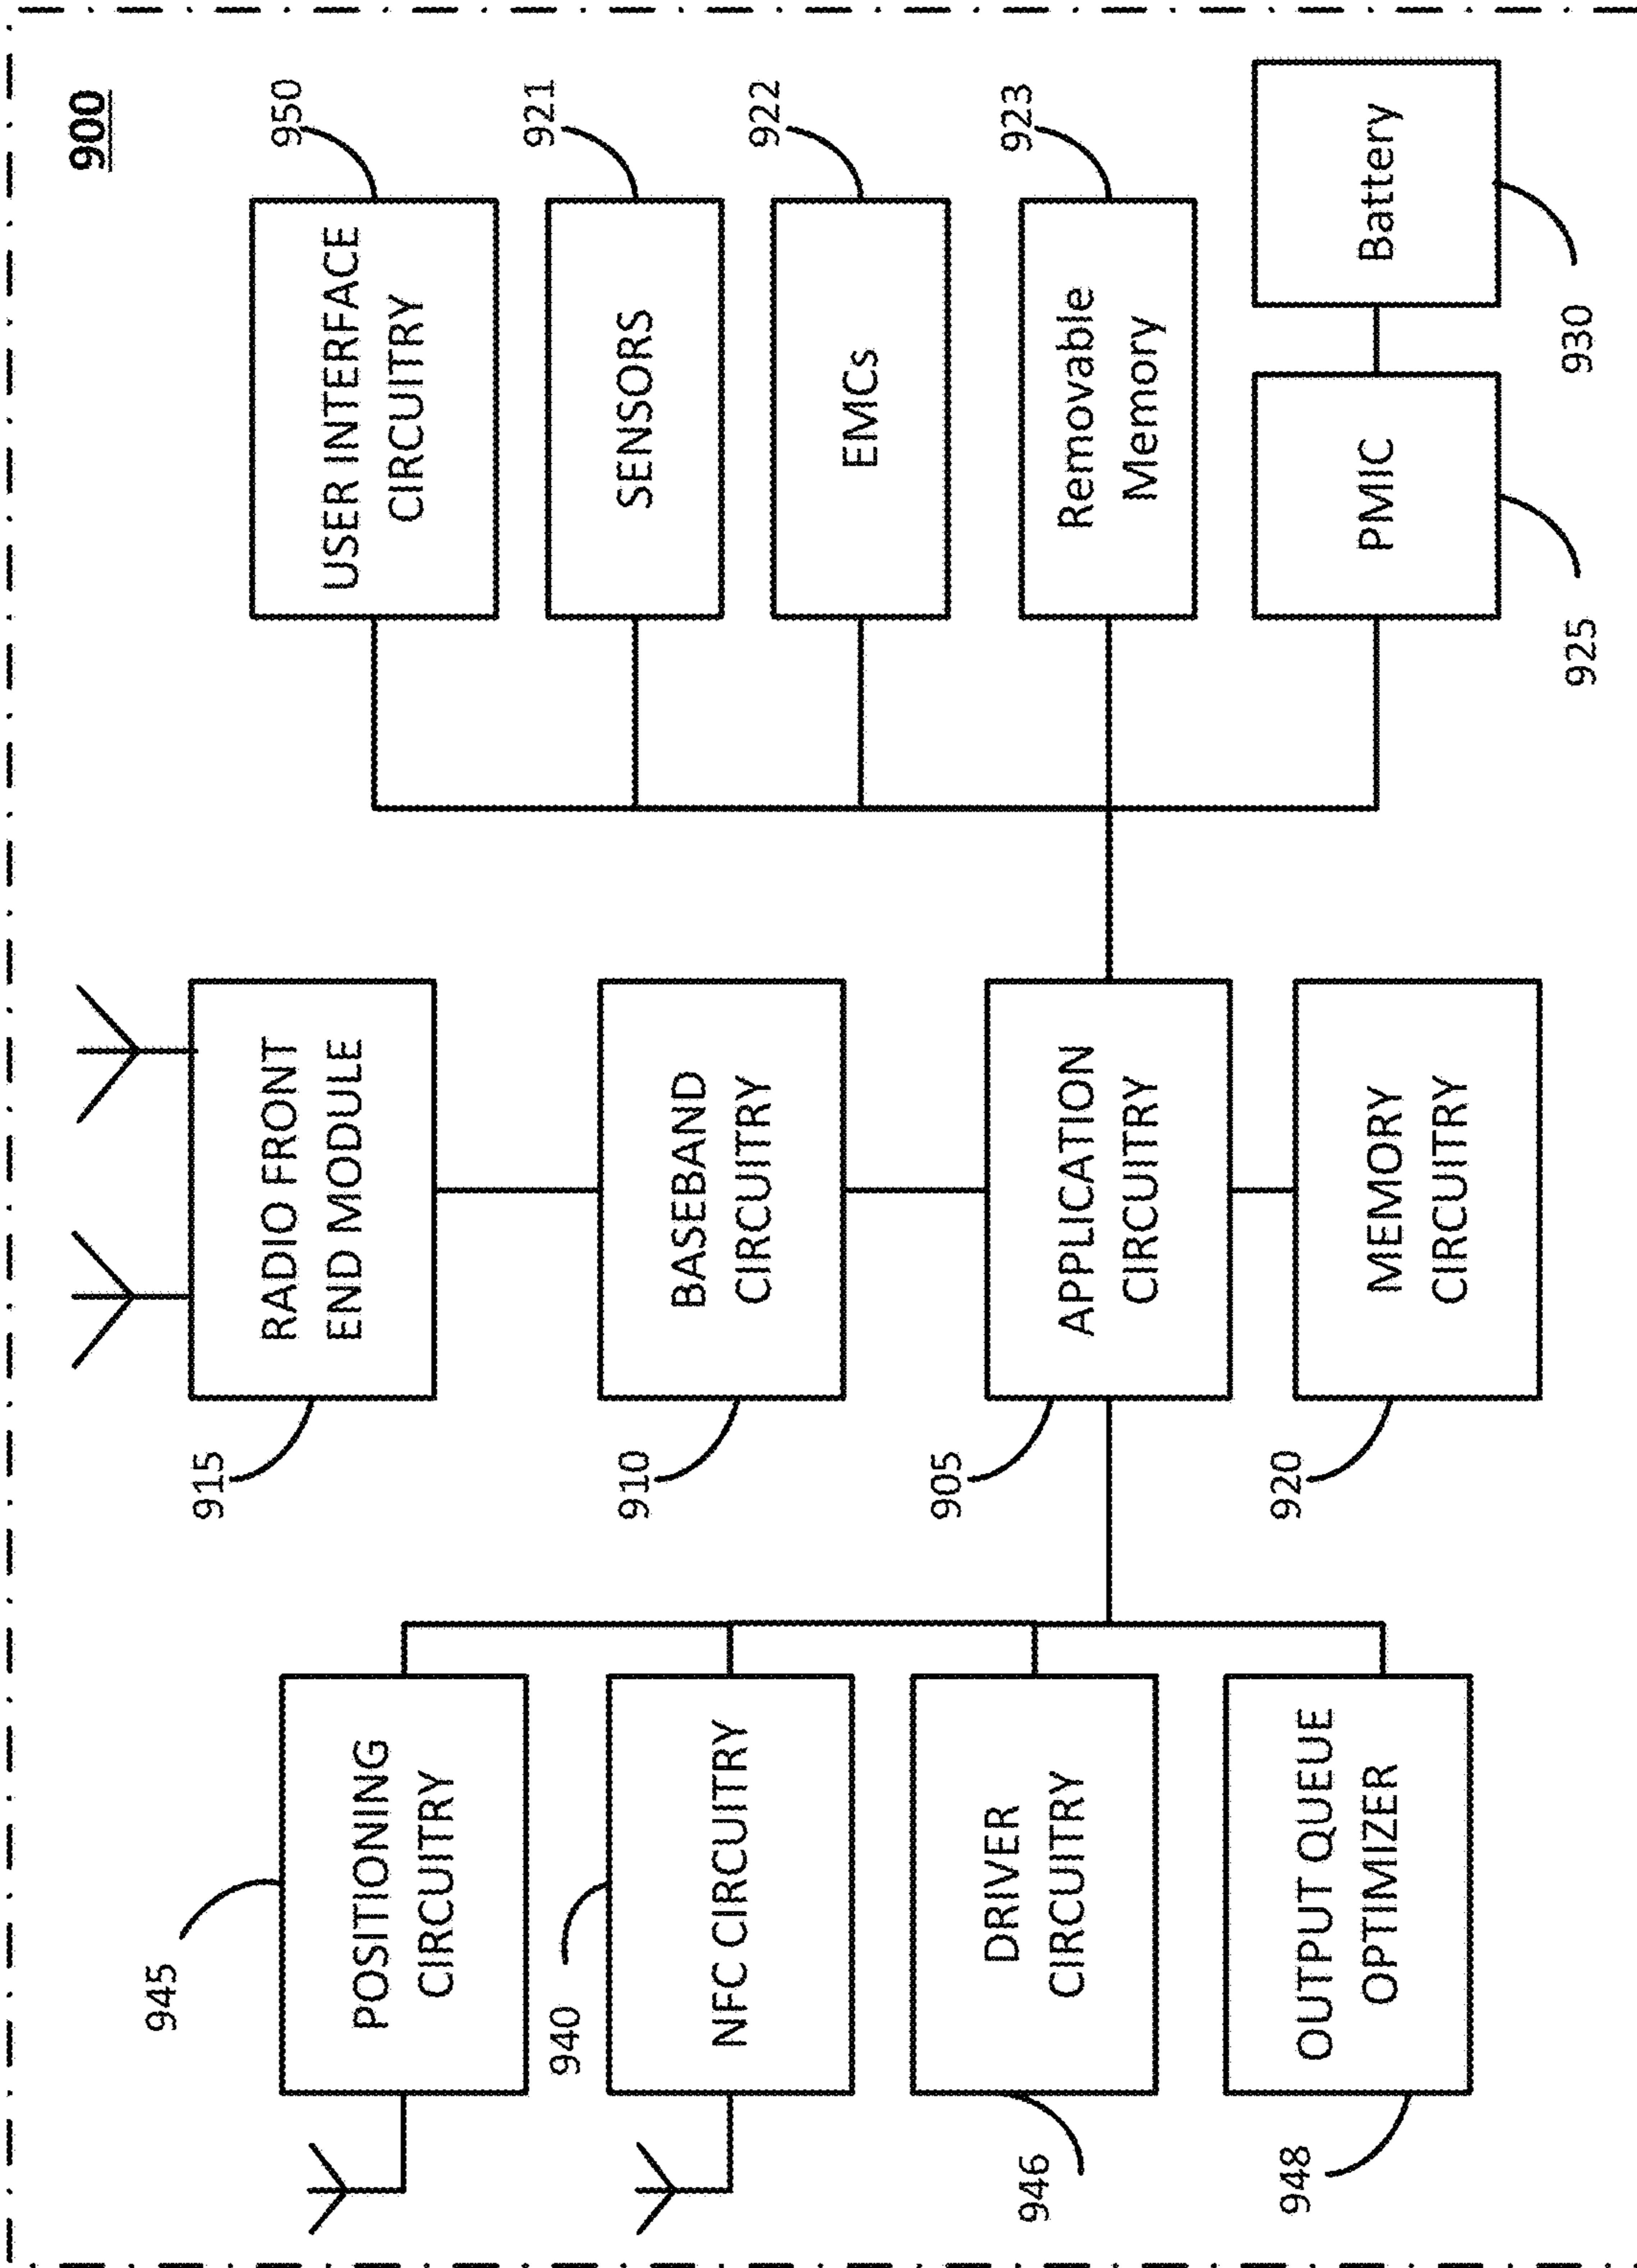 900
945
POSITIONING
CIRCUITRY
940
NFC CIRCUITRY
946
DRIVER
CIRCUITRY
948
OUTPUT QUEUE
OPTIMIZER
915
RADIO FRONT
END MODULE
910
BASEBAND
CIRCUITRY
905
APPLICATION
CIRCUITRY
920
MEMORY
CIRCUITRY
950
USER INTERFACE
CIRCUITRY
921
SENSORS
922
EMCs
923
Removable
Memory
PMIC
925
Battery
930